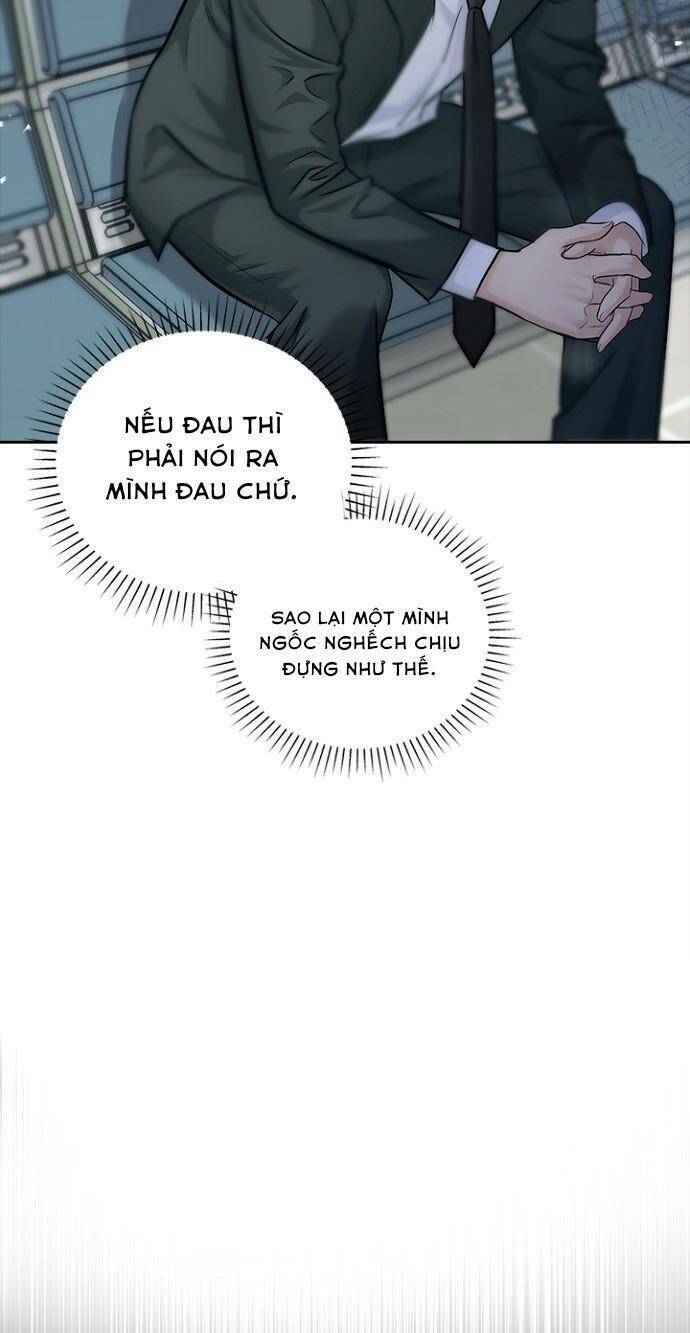 NẾU ĐAU THÌ
PHẢI NÓI RA
MÌNH ĐAU CHỨ.
SAO LẠI MỘT MÌNH
NGỐC NGHẾCH CHỊU
ĐỰNG NHƯ THẾ.